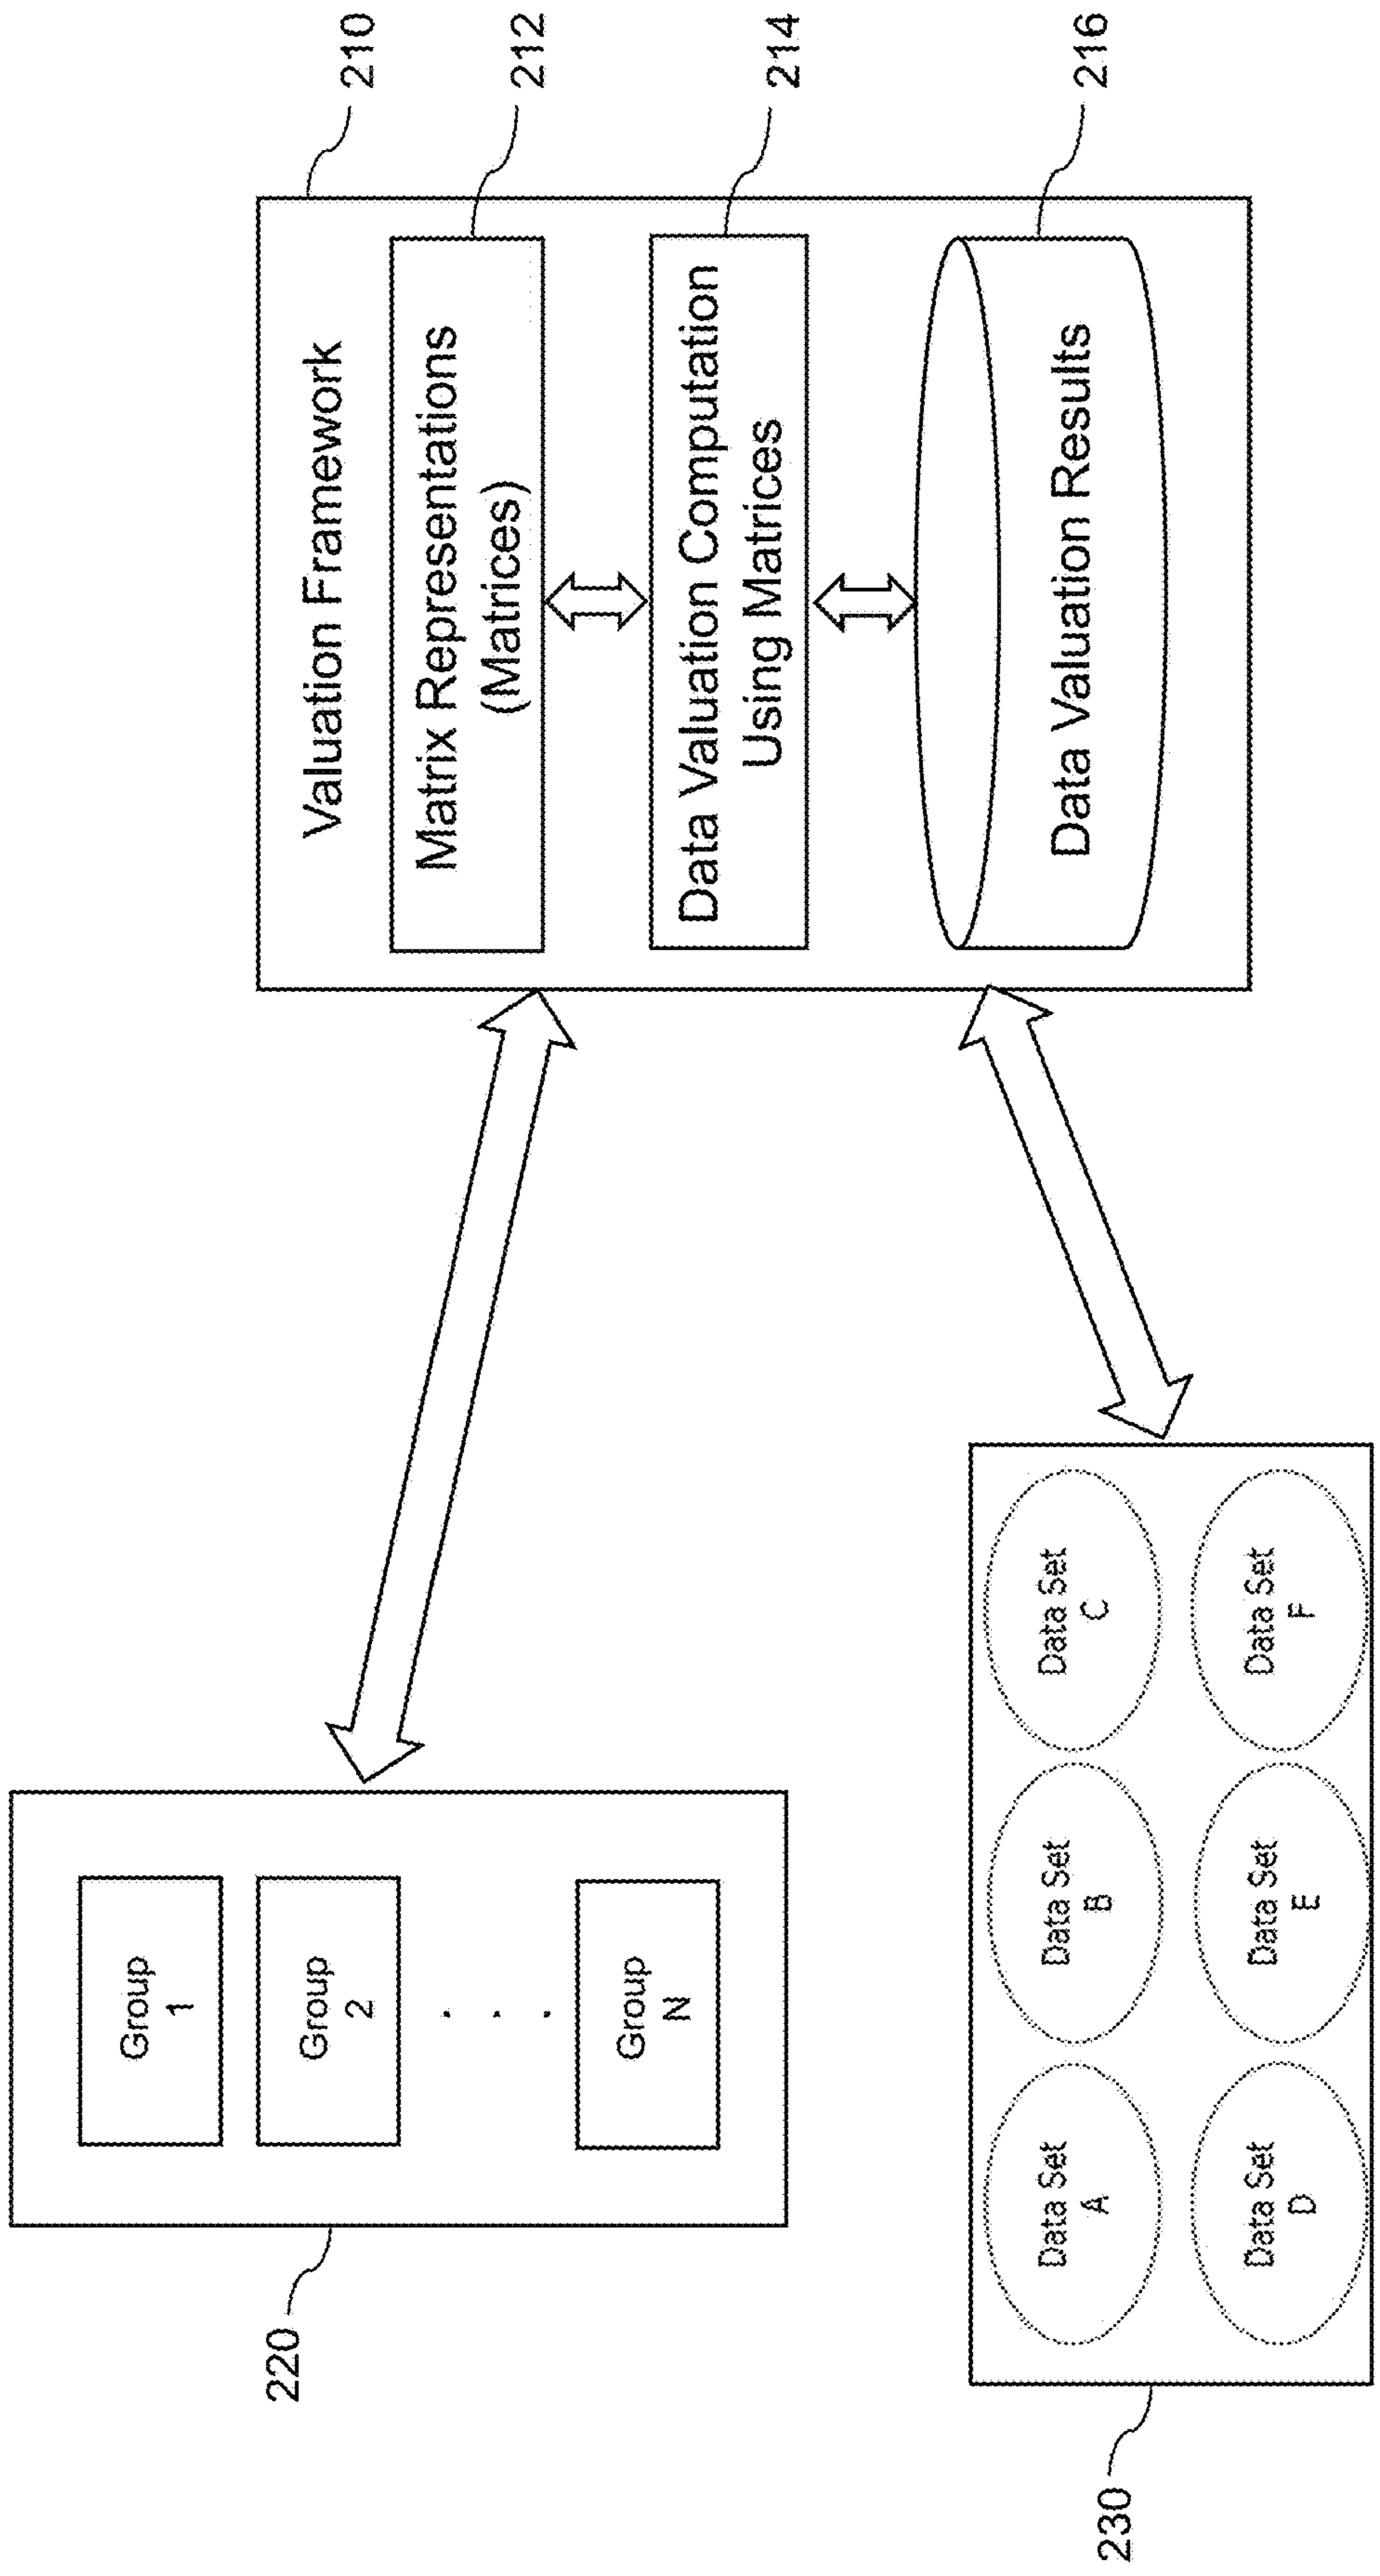 220
Group
1
Group
2
. . .
Group
N
230
Data Set
A
Data Set
B
Data Set
C
Data Set
D
Data Set
E
Data Set
F
Valuation Framework
210
Matrix Representations
(Matrices)
212
Data Valuation Computation
Using Matrices
214
Data Valuation Results
216